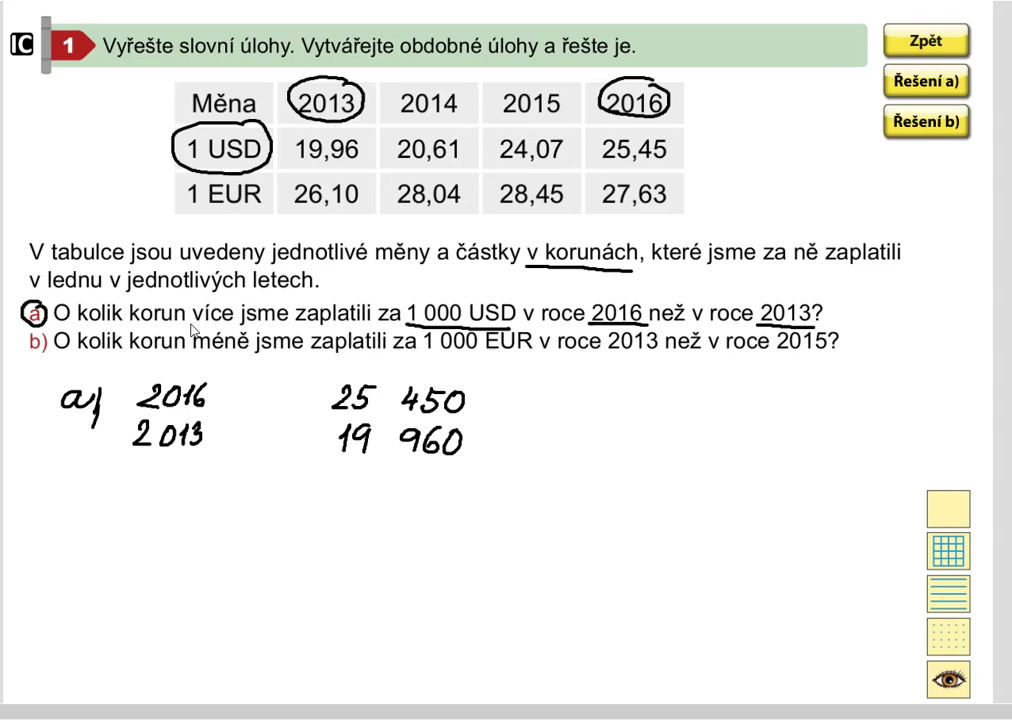 IC 1 Vyřešte slovní úlohy. Vytvářejte obdobné úlohy a řešte je.
Zpět
Řešení a)
Řešení b)
Měna 2013 2014 2015 2016
1 USD 19,96 20,61 24,07 25,45
1 EUR 26,10 28,04 28,45 27,63
V tabulce jsou uvedeny jednotlivé měny a částky v korunách, které jsme za ně zaplatili
v lednu v jednotlivých letech.
a) O kolik korun více jsme zaplatili za 1 000 USD v roce 2016 než v roce 2013?
b) O kolik korun méně jsme zaplatili za 1 000 EUR v roce 2013 než v roce 2015?
a) 2016 25 450
2013 19 960